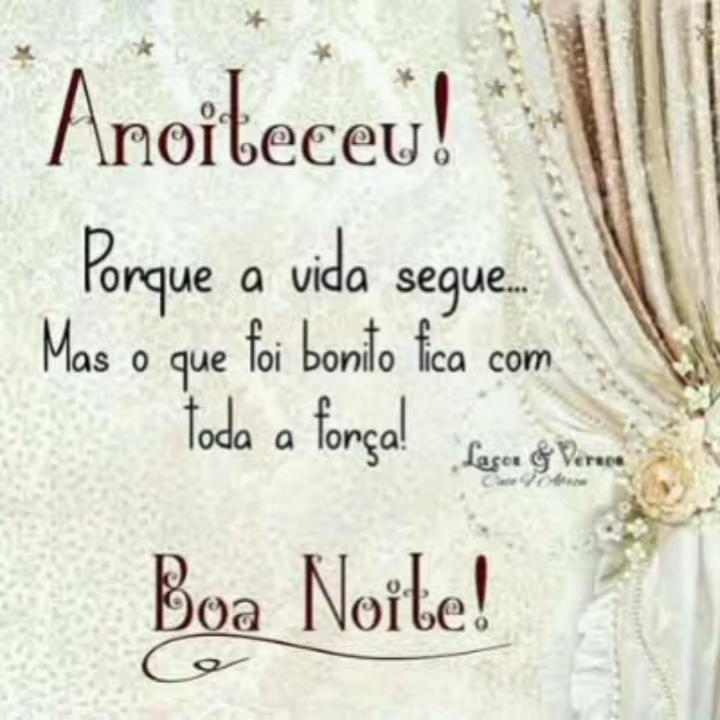 Anoiteceu!
Porque a vida segue...
Mas o que foi bonito fica com
toda a força!
Laços & Versos
Boa Noite!